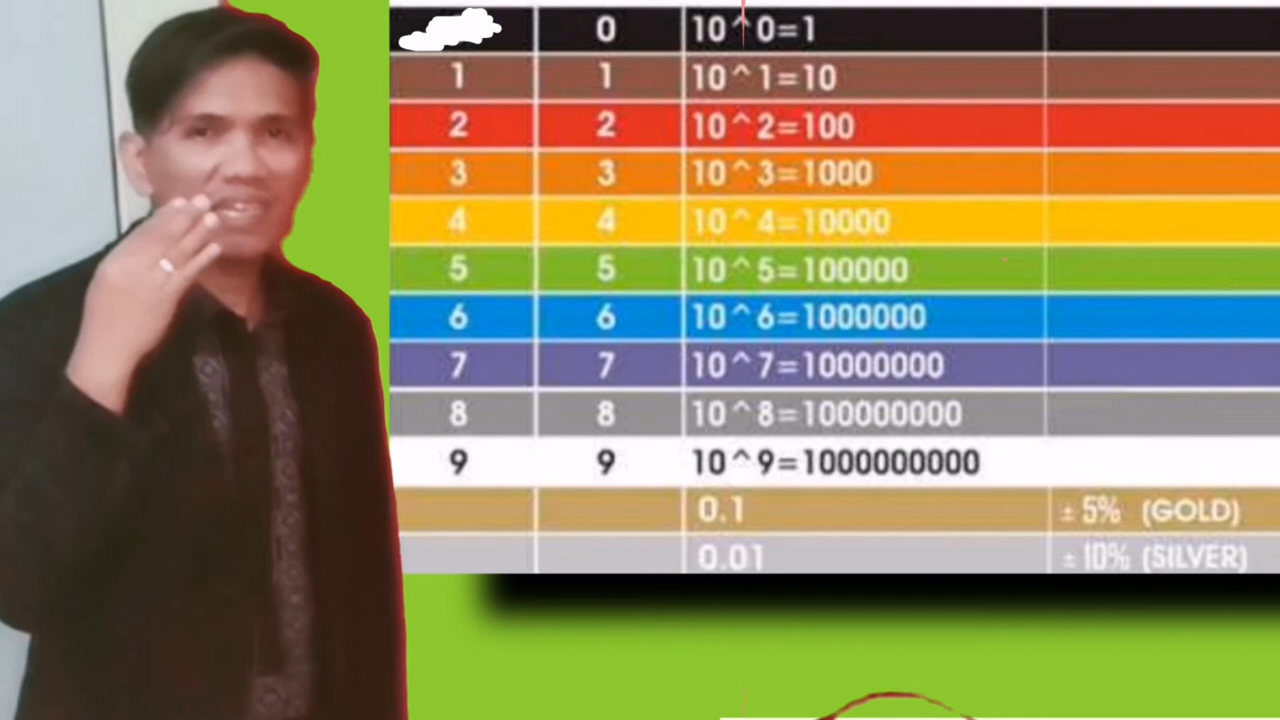 0 10^0=1
1 1 10^1=10
2 2 10^2=100
3 3 10^3=1000
4 4 10^4=10000
5 5 10^5=100000
6 6 10^6=1000000
7 7 10^7=10000000
8 8 10^8=100000000
9 9 10^9=1000000000
0.1 ± 5% (GOLD)
0.01 ± 10% (SILVER)